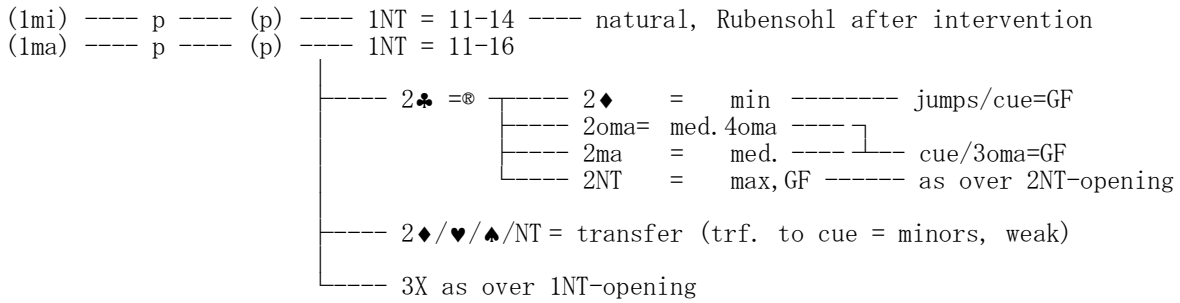 (1mi) ---- p ---- (p) ---- 1NT = 11-14 ---- natural, Rubensohl after intervention
(1ma) ---- p ---- (p) ---- 1NT = 11-16
----- 2♣ =® ----- 2♦ = min -------- jumps/cue=GF
----- 2oma= med.4oma ----
----- 2ma = med. ---- --- cue/3oma=GF
----- 2NT = max,GF ------ as over 2NT-opening
----- 2♦/♥/♠/NT = transfer (trf. to cue = minors, weak)
----- 3X as over 1NT-opening